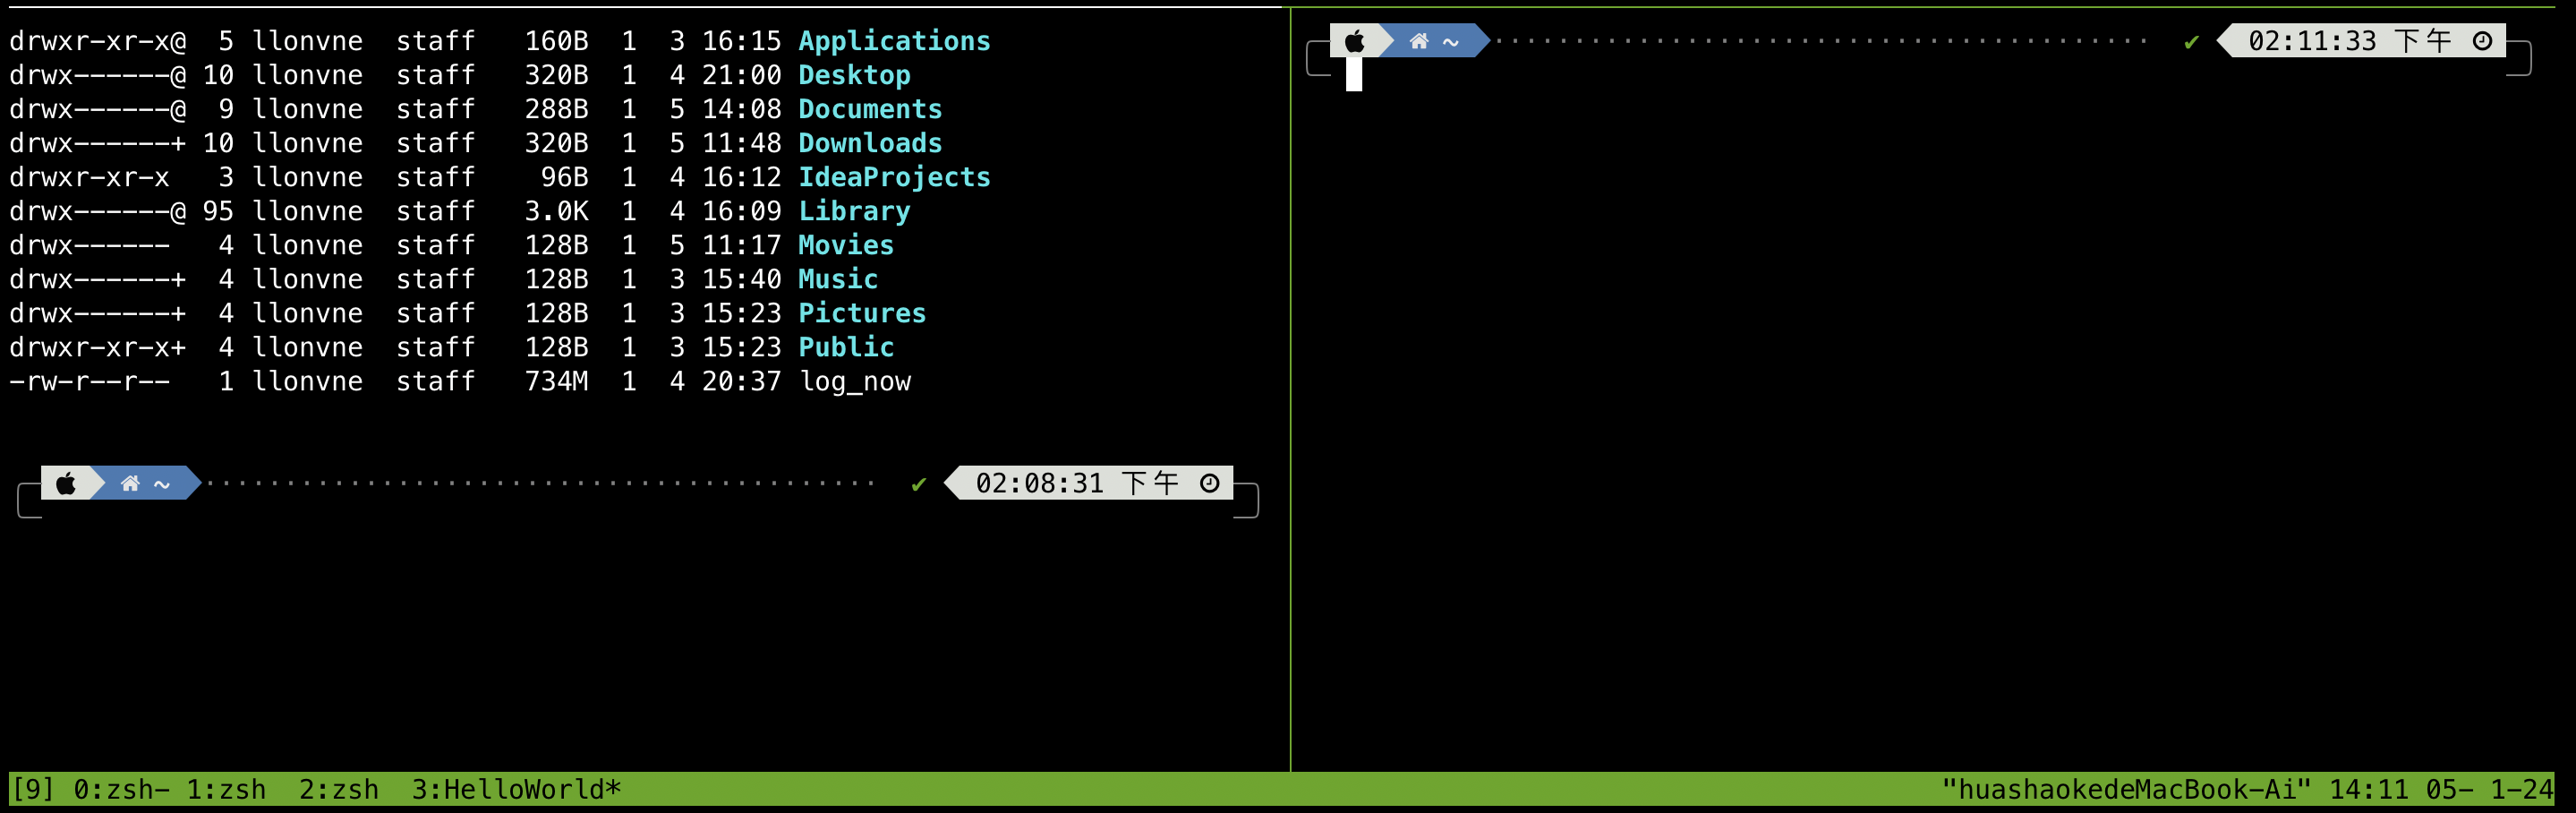 drwxr-xr-x@  5 llonvne  staff   160B  1  3 16:15 Applications
drwx------@ 10 llonvne  staff   320B  1  4 21:00 Desktop
drwx------@  9 llonvne  staff   288B  1  5 14:08 Documents
drwx------+ 10 llonvne  staff   320B  1  5 11:48 Downloads
drwxr-xr-x   3 llonvne  staff    96B  1  4 16:12 IdeaProjects
drwx------@ 95 llonvne  staff   3.0K  1  4 16:09 Library
drwx------   4 llonvne  staff   128B  1  5 11:17 Movies
drwx------+  4 llonvne  staff   128B  1  3 15:40 Music
drwx------+  4 llonvne  staff   128B  1  3 15:23 Pictures
drwxr-xr-x+  4 llonvne  staff   128B  1  3 15:23 Public
-rw-r--r--   1 llonvne  staff   734M  1  4 20:37 log_now
~ ✔ 02:08:31 下午
~ ✔ 02:11:33 下午
[9] 0:zsh- 1:zsh  2:zsh  3:HelloWorld* "huashaokedeMacBook-Ai" 14:11 05- 1-24